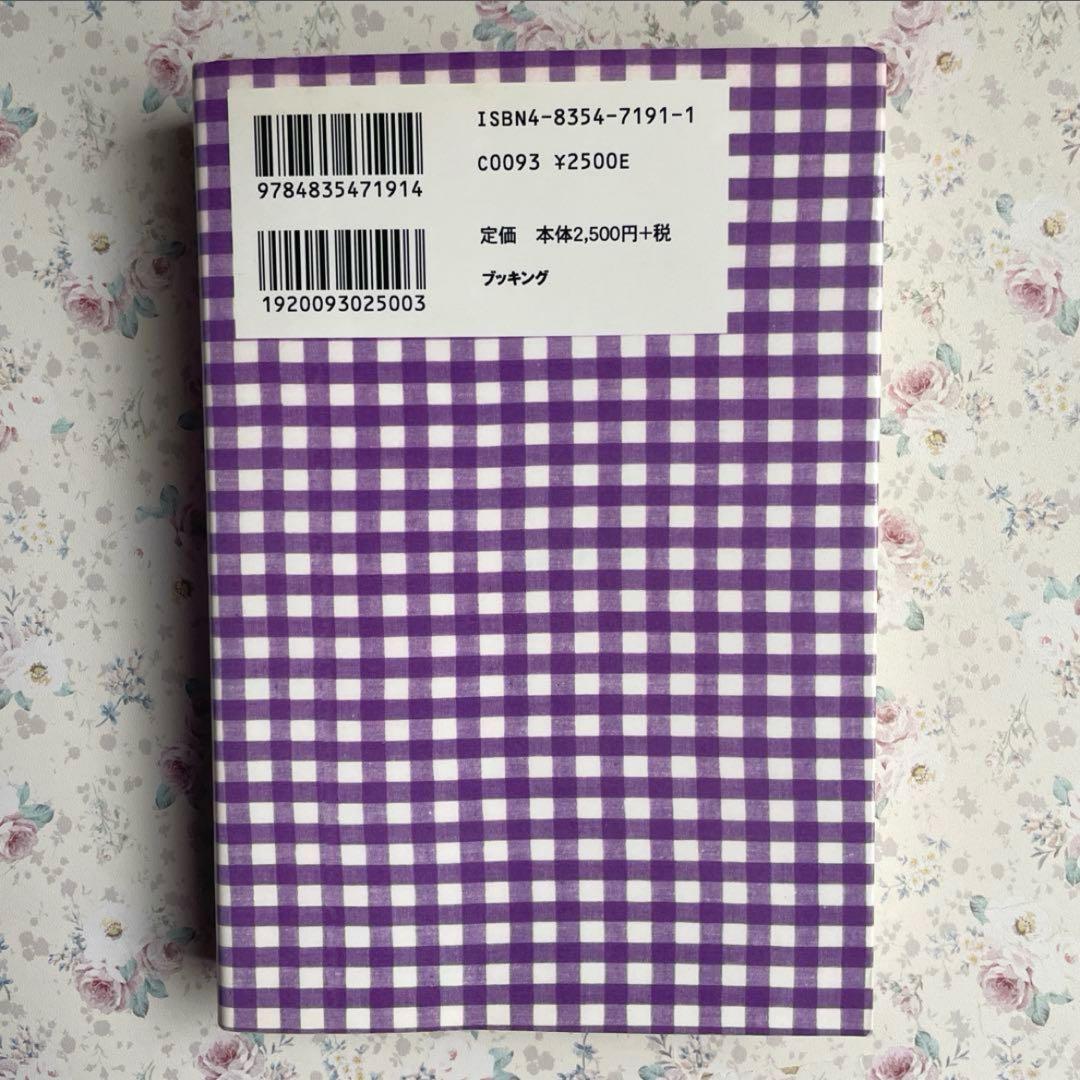 ISBN4-8354-7191-1
C0093 ¥2500E
9784835471914
定価 本体2,500円+税
ブッキング
1920093025003